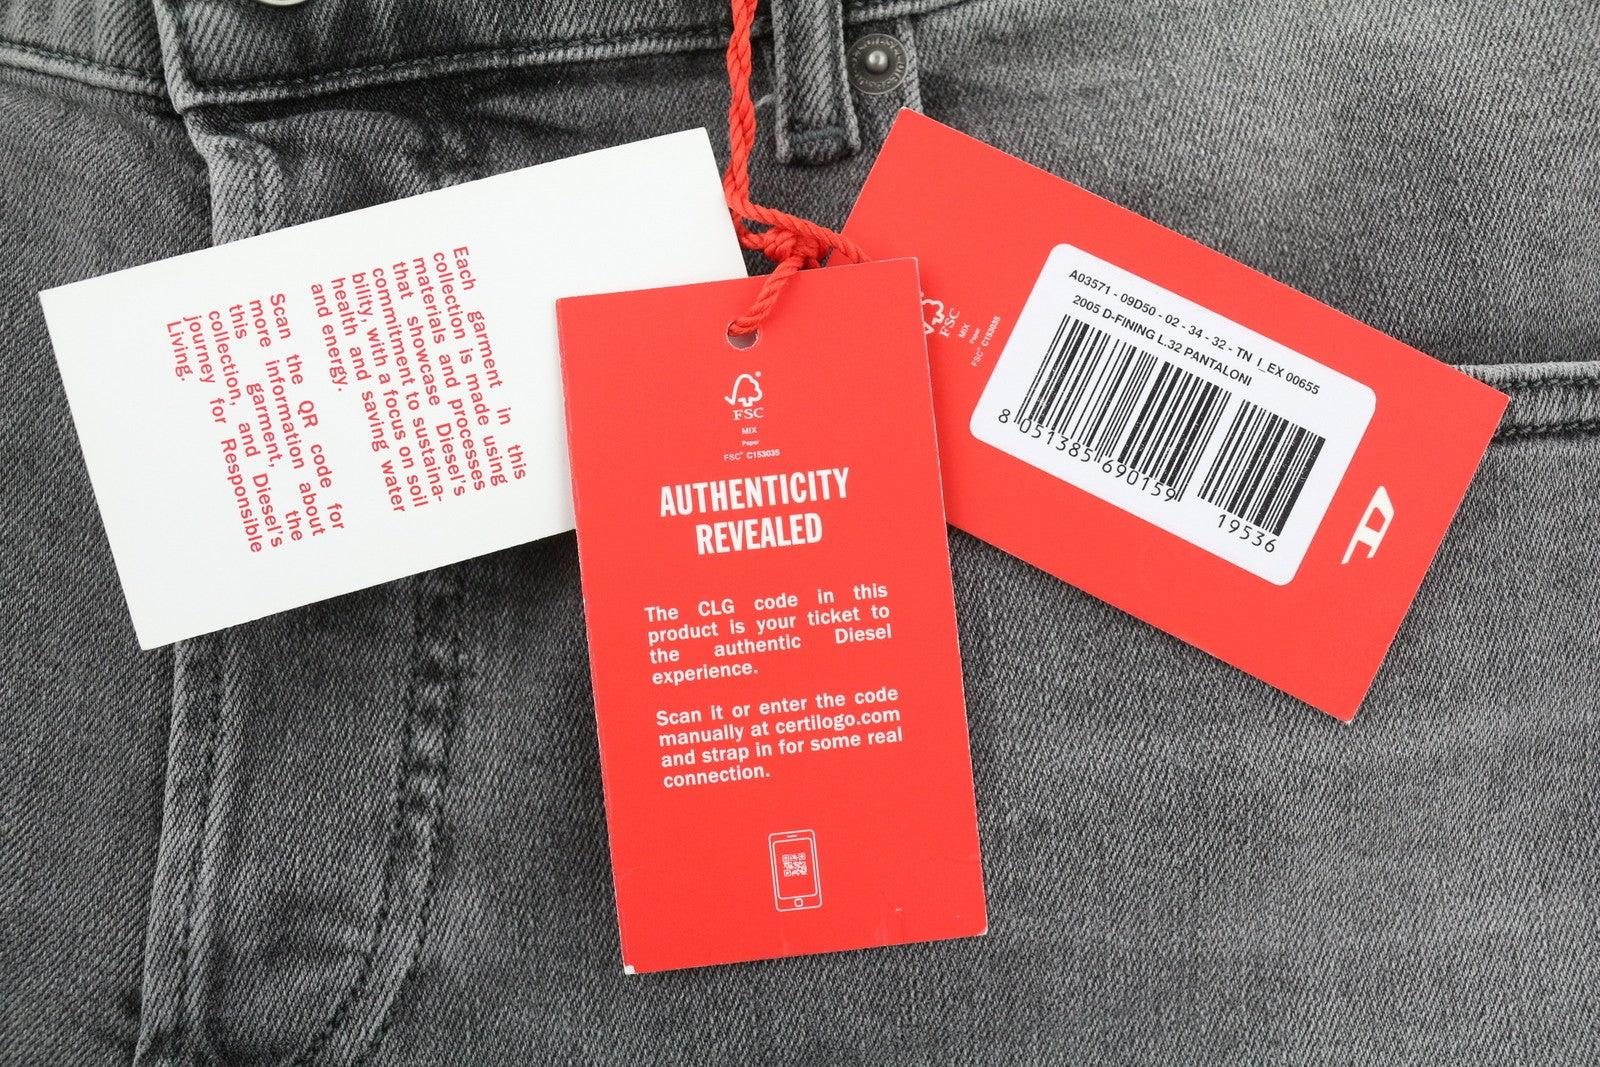 Each garment in this
collection is made using
materials and processes
that showcase Diesel's
commitment to sustaina-
bility, with a focus on soil
health and saving water
and energy.
Scan the QR code for
more information about
this garment, and the
collection, and Diesel's
journey for Responsible
Living.
FSC
MIX
Paper
FSC® C153035
AUTHENTICITY
REVEALED
The CLG code in this
product is your ticket to
the authentic Diesel
experience.
Scan it or enter the code
manually at certilogo.com
and strap in for some real
connection.
FSC
MIX
Paper
FSC® C153035
A03571 - 09D50 - 02 - 34 - 32 - TN I_EX 00655
2005 D-FINING L.32 PANTALONI
8 051385 690159
19536
D